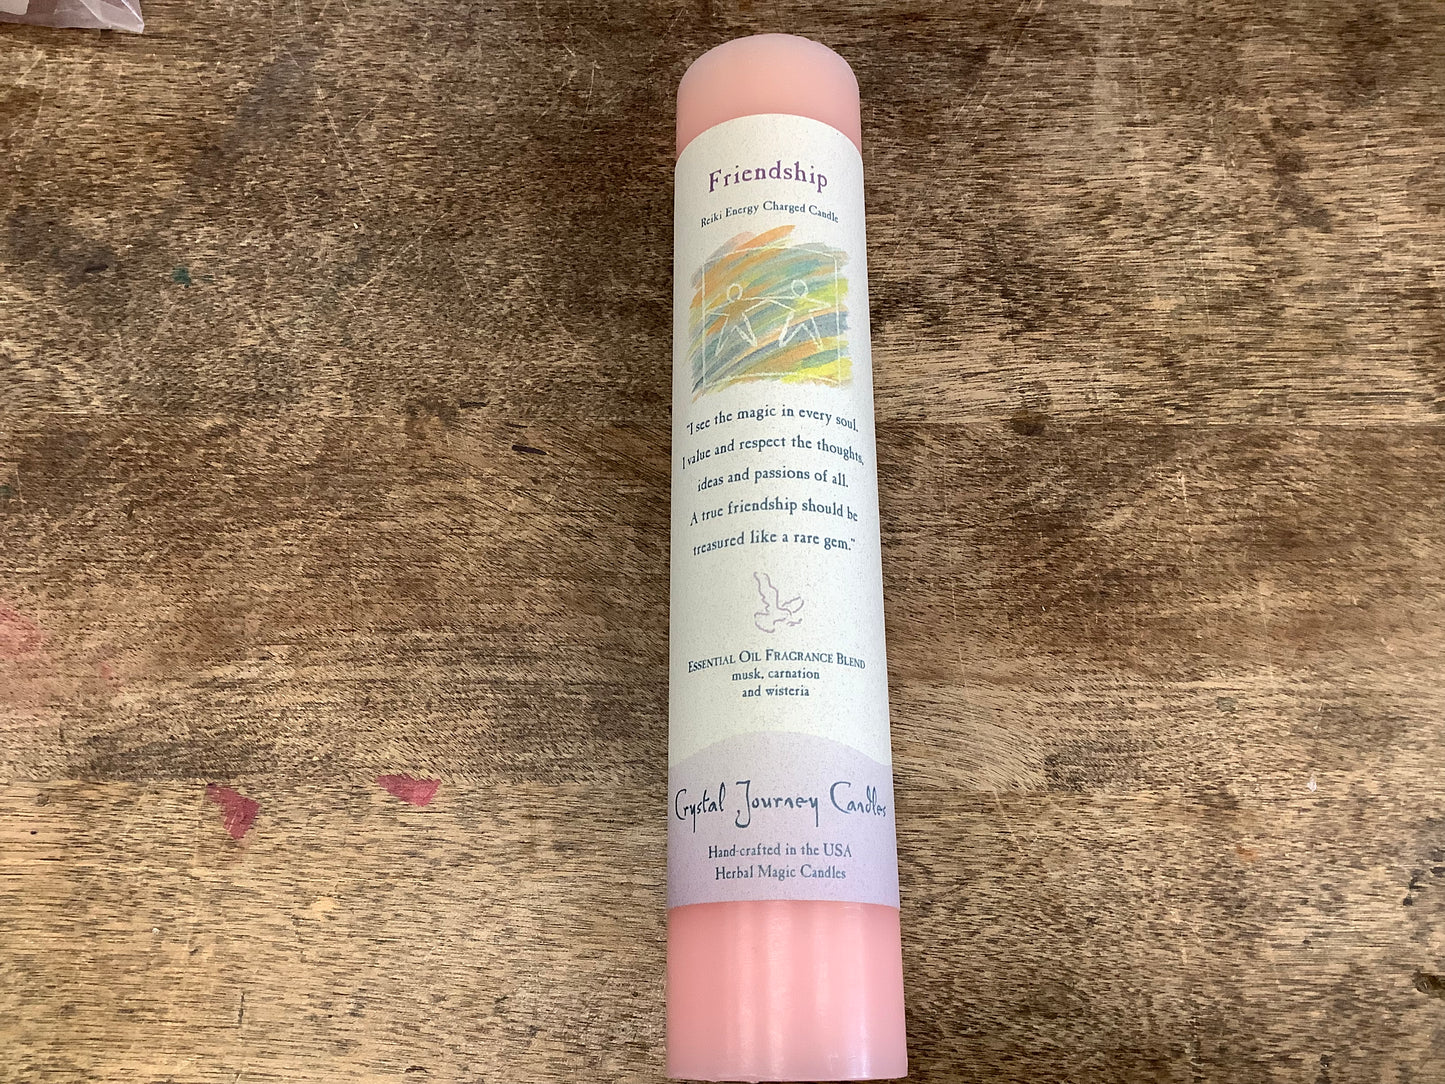 Friendship
Reiki Energy Charged Candle
"I see the magic in every soul.
I value and respect the thoughts,
ideas and passions of all.
A true friendship should be
treasured like a rare gem."
ESSENTIAL OIL FRAGRANCE BLEND
musk, carnation
and wisteria
Crystal Journey Candles
Hand-crafted in the USA
Herbal Magic Candles